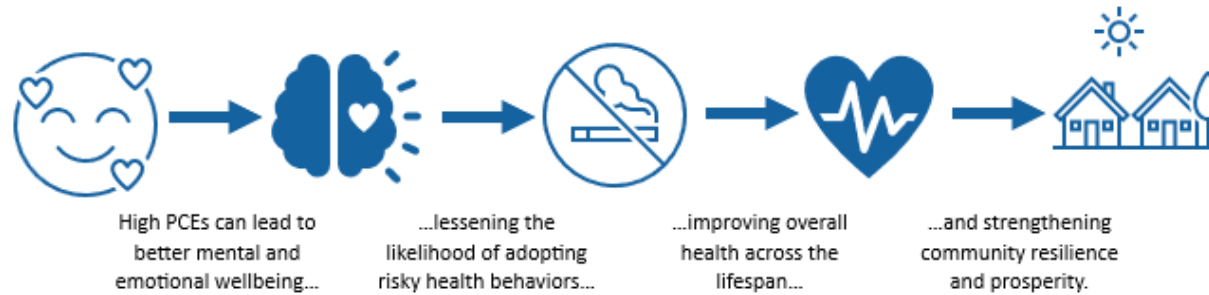 High PCEs can lead to
better mental and
emotional wellbeing...
...lessening the
likelihood of adopting
risky health behaviors...
...improving overall
health across the
lifespan...
...and strengthening
community resilience
and prosperity.